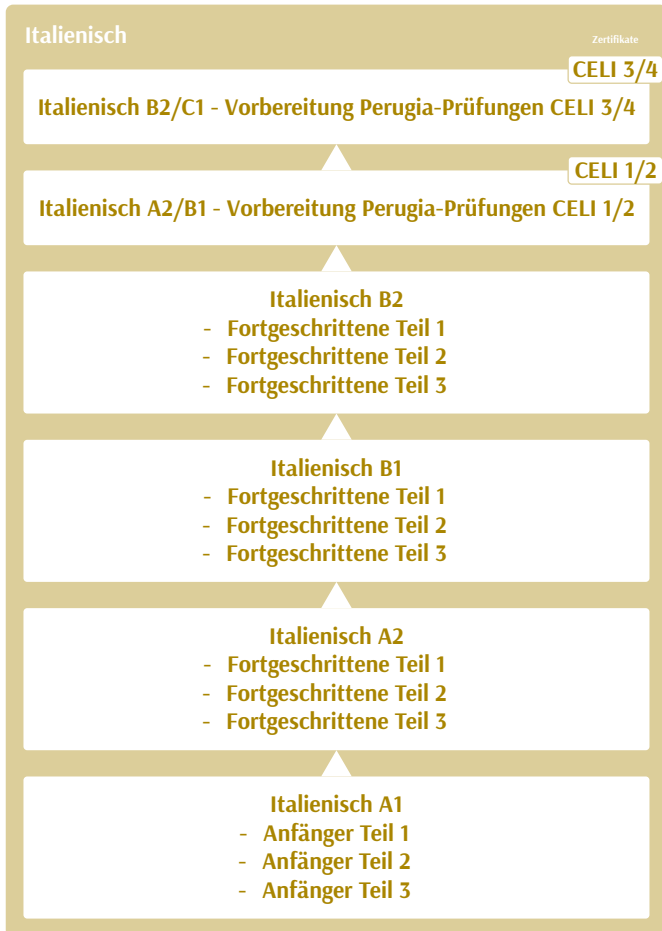 Italienisch
Zertifikate
CELI 3/4
Italienisch B2/C1 - Vorbereitung Perugia-Prüfungen CELI 3/4
CELI 1/2
Italienisch A2/B1 - Vorbereitung Perugia-Prüfungen CELI 1/2
Italienisch B2
- Fortgeschrittene Teil 1
- Fortgeschrittene Teil 2
- Fortgeschrittene Teil 3
Italienisch B1
- Fortgeschrittene Teil 1
- Fortgeschrittene Teil 2
- Fortgeschrittene Teil 3
Italienisch A2
- Fortgeschrittene Teil 1
- Fortgeschrittene Teil 2
- Fortgeschrittene Teil 3
Italienisch A1
- Anfänger Teil 1
- Anfänger Teil 2
- Anfänger Teil 3